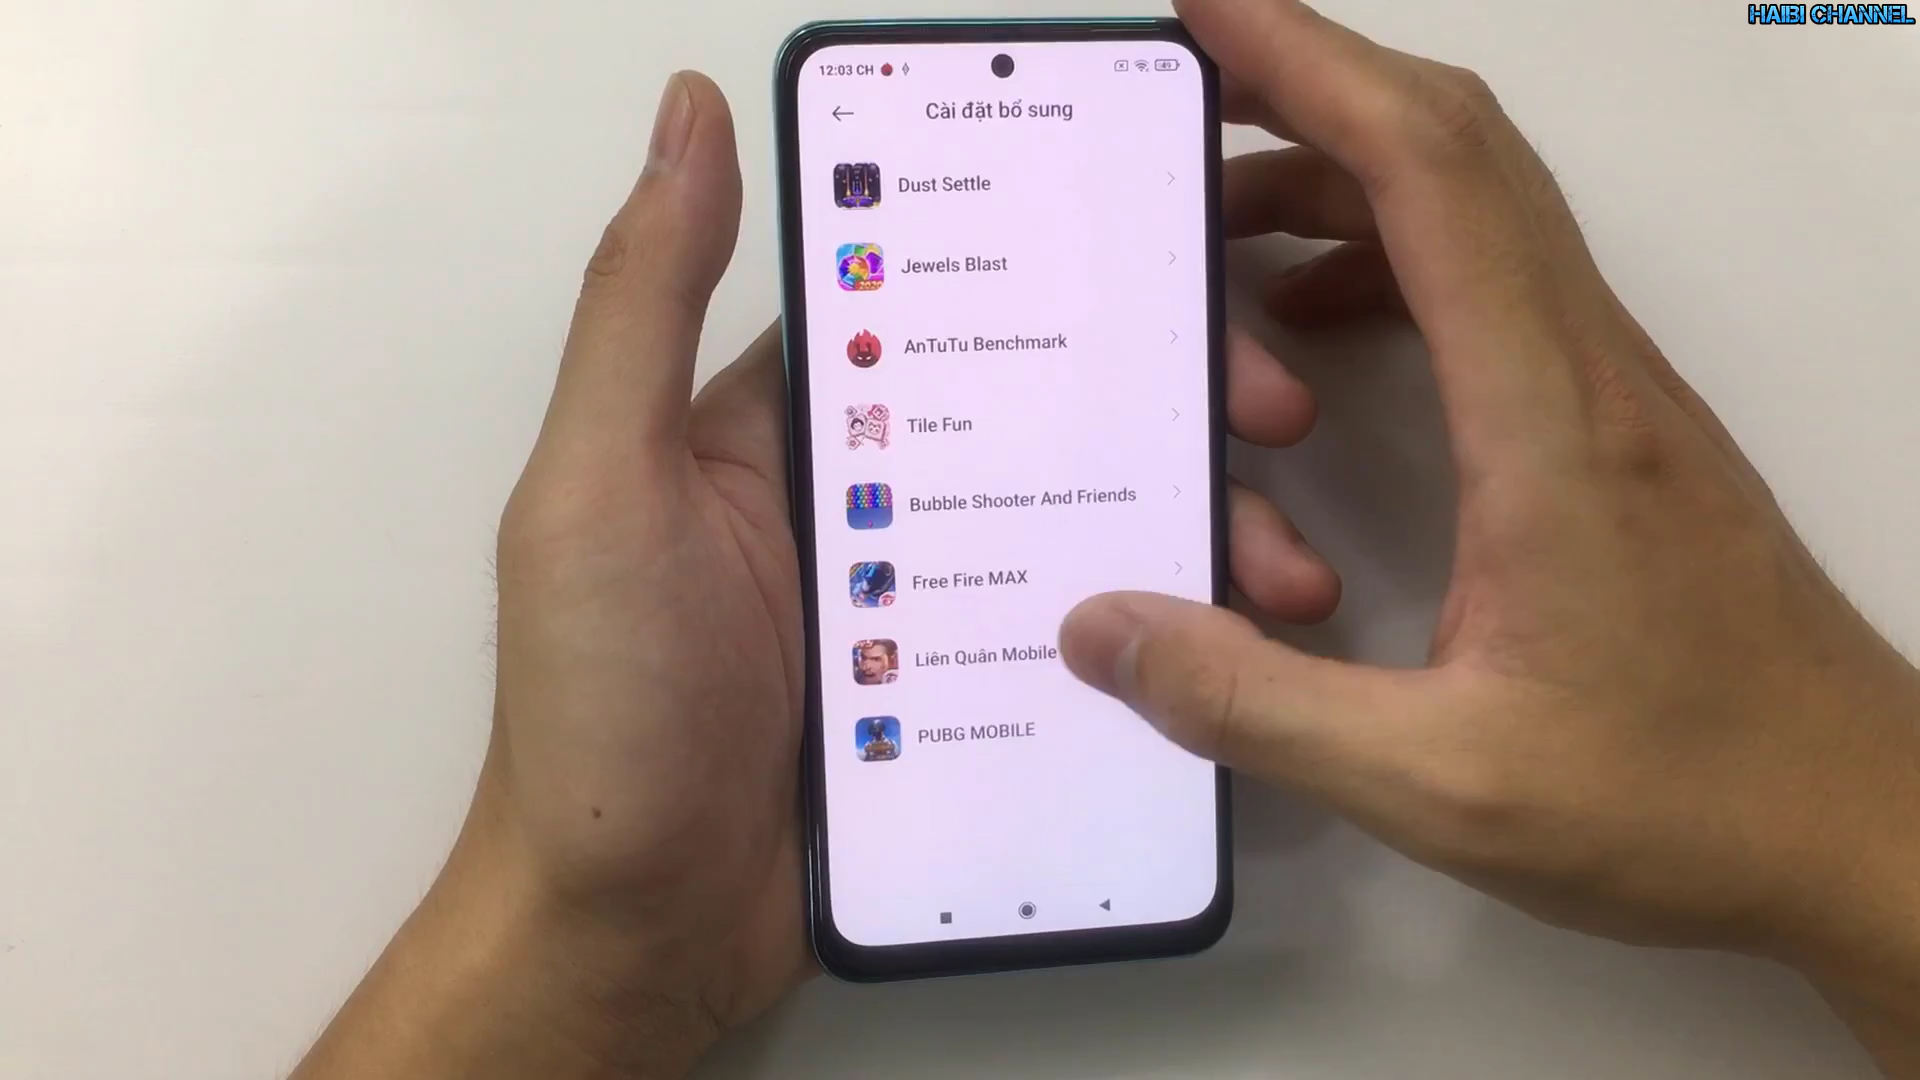 HAIBI CHANNEL
12:03 CH
49
Cài đặt bổ sung
Dust Settle
Jewels Blast
AnTuTu Benchmark
Tile Fun
Bubble Shooter And Friends
Free Fire MAX
Liên Quân Mobile
PUBG MOBILE